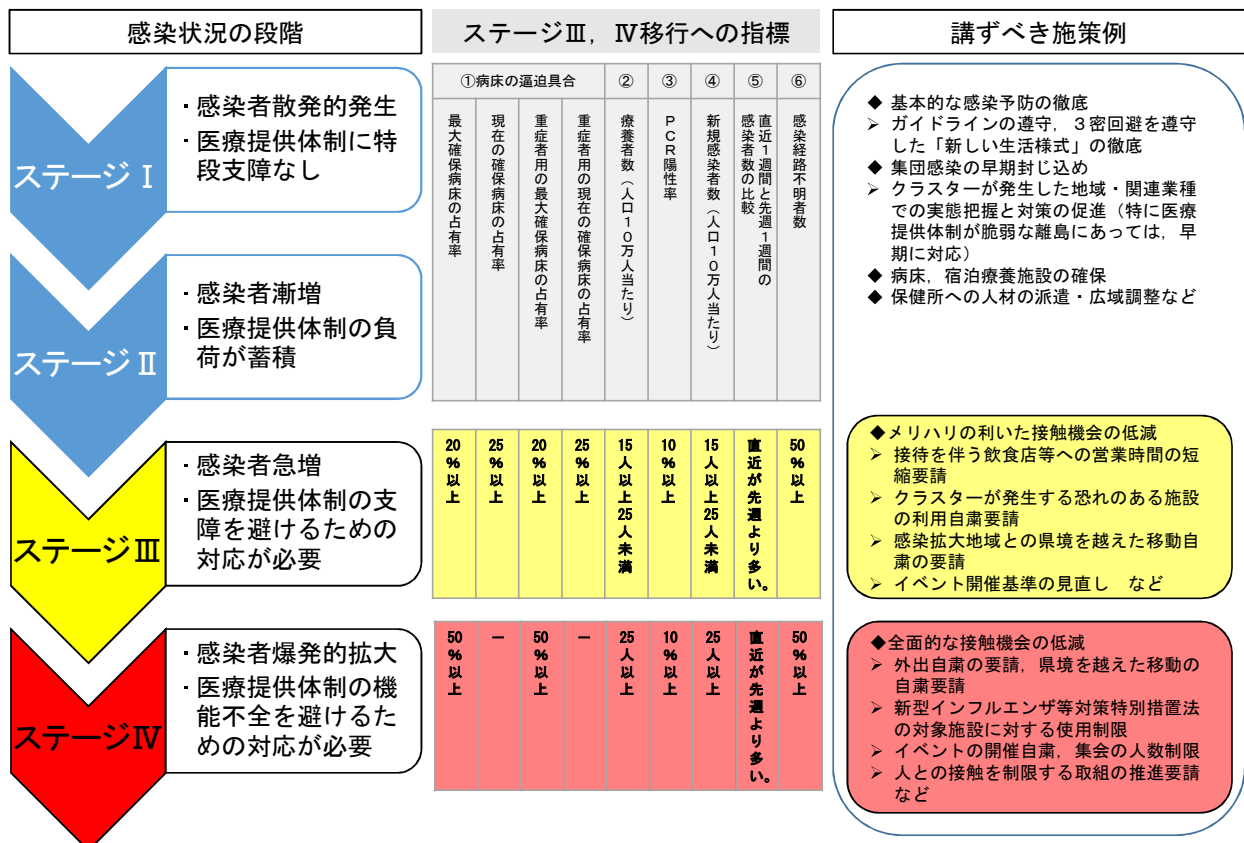 感染状況の段階
ステージⅢ，Ⅳ移行への指標
講ずべき施策例
ステージⅠ
・感染者散発的発生
・医療提供体制に特
段支障なし
ステージⅡ
・感染者漸増
・医療提供体制の負
荷が蓄積
ステージⅢ
・感染者急増
・医療提供体制の支
障を避けるための
対応が必要
ステージⅣ
・感染者爆発的拡大
・医療提供体制の機
能不全を避けるた
めの対応が必要
①病床の逼迫具合
②
③
④
⑤
⑥
最大確保病床の占有率
現在の確保病床の占有率
重症者用の最大確保病床の占有率
重症者用の現在の確保病床の占有率
療養者数（人口１０万人当たり）
ＰＣＲ陽性率
新規感染者数（人口１０万人当たり）
直近１週間と先週１週間の
感染者数の比較
感染経路不明者数
20％以上
25％以上
20％以上
25％以上
15人以上25人未満
10％以上
15人以上25人未満
直近が先週より多い。
50％以上
50％以上
－
50％以上
－
25人以上
10％以上
25人以上
直近が先週より多い。
50％以上
◆ 基本的な感染予防の徹底
➢ ガイドラインの遵守，３密回避を遵守
した「新しい生活様式」の徹底
◆ 集団感染の早期封じ込め
➢ クラスターが発生した地域・関連業種
での実態把握と対策の促進（特に医療
提供体制が脆弱な離島にあっては，早
期に対応）
◆ 病床，宿泊療養施設の確保
◆ 保健所への人材の派遣・広域調整など
◆メリハリの利いた接触機会の低減
➢ 接待を伴う飲食店等への営業時間の短
縮要請
➢ クラスターが発生する恐れのある施設
の利用自粛要請
➢ 感染拡大地域との県境を越えた移動自
粛の要請
➢ イベント開催基準の見直し　など
◆全面的な接触機会の低減
➢ 外出自粛の要請，県境を越えた移動の
自粛要請
➢ 新型インフルエンザ等対策特別措置法
の対象施設に対する使用制限
➢ イベントの開催自粛，集会の人数制限
➢ 人との接触を制限する取組の推進要請
など